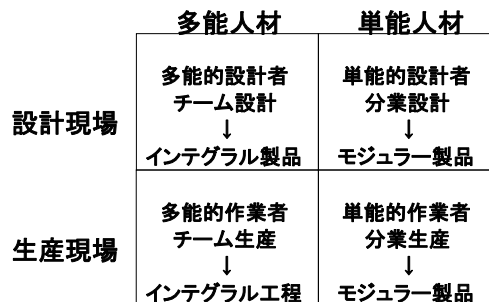 多能人材 単能人材
設計現場
多能的設計者
チーム設計
↓
インテグラル製品
単能的設計者
分業設計
↓
モジュラー製品
生産現場
多能的作業者
チーム生産
↓
インテグラル工程
単能的作業者
分業生産
↓
モジュラー製品